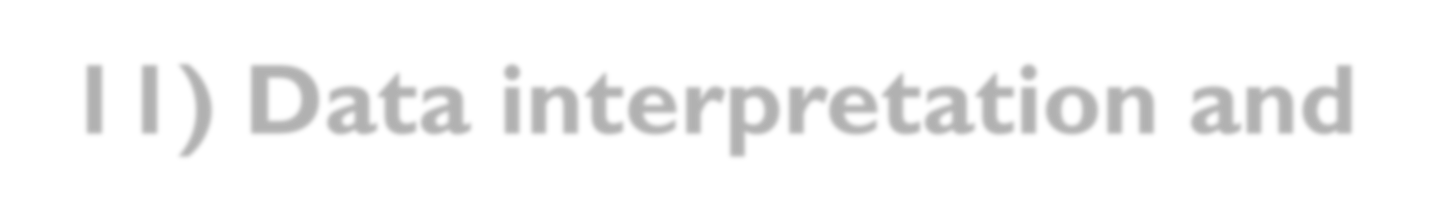 11) Data interpretation and